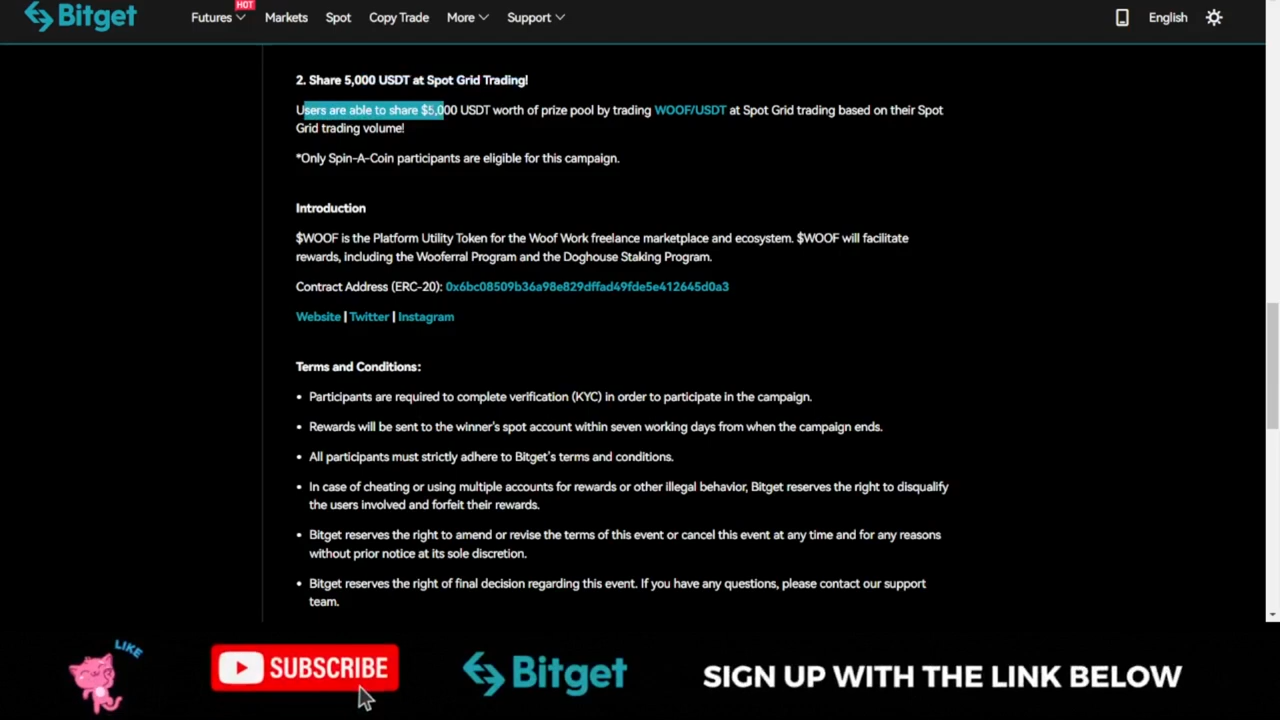 Bitget
Futures HOT Markets Spot Copy Trade More Support English
2. Share 5,000 USDT at Spot Grid Trading!
Users are able to share $5,000 USDT worth of prize pool by trading WOOF/USDT at Spot Grid trading based on their Spot
Grid trading volume!
*Only Spin-A-Coin participants are eligible for this campaign.
Introduction
$WOOF is the Platform Utility Token for the Woof Work freelance marketplace and ecosystem. $WOOF will facilitate
rewards, including the Wooferral Program and the Doghouse Staking Program.
Contract Address (ERC-20): 0x6bc08509b36a98e829dffad49fde5e412645d0a3
Website | Twitter | Instagram
Terms and Conditions:
• Participants are required to complete verification (KYC) in order to participate in the campaign.
• Rewards will be sent to the winner's spot account within seven working days from when the campaign ends.
• All participants must strictly adhere to Bitget's terms and conditions.
• In case of cheating or using multiple accounts for rewards or other illegal behavior, Bitget reserves the right to disqualify
the users involved and forfeit their rewards.
• Bitget reserves the right to amend or revise the terms of this event or cancel this event at any time and for any reasons
without prior notice at its sole discretion.
• Bitget reserves the right of final decision regarding this event. If you have any questions, please contact our support
team.
LIKE
SUBSCRIBE
Bitget
SIGN UP WITH THE LINK BELOW